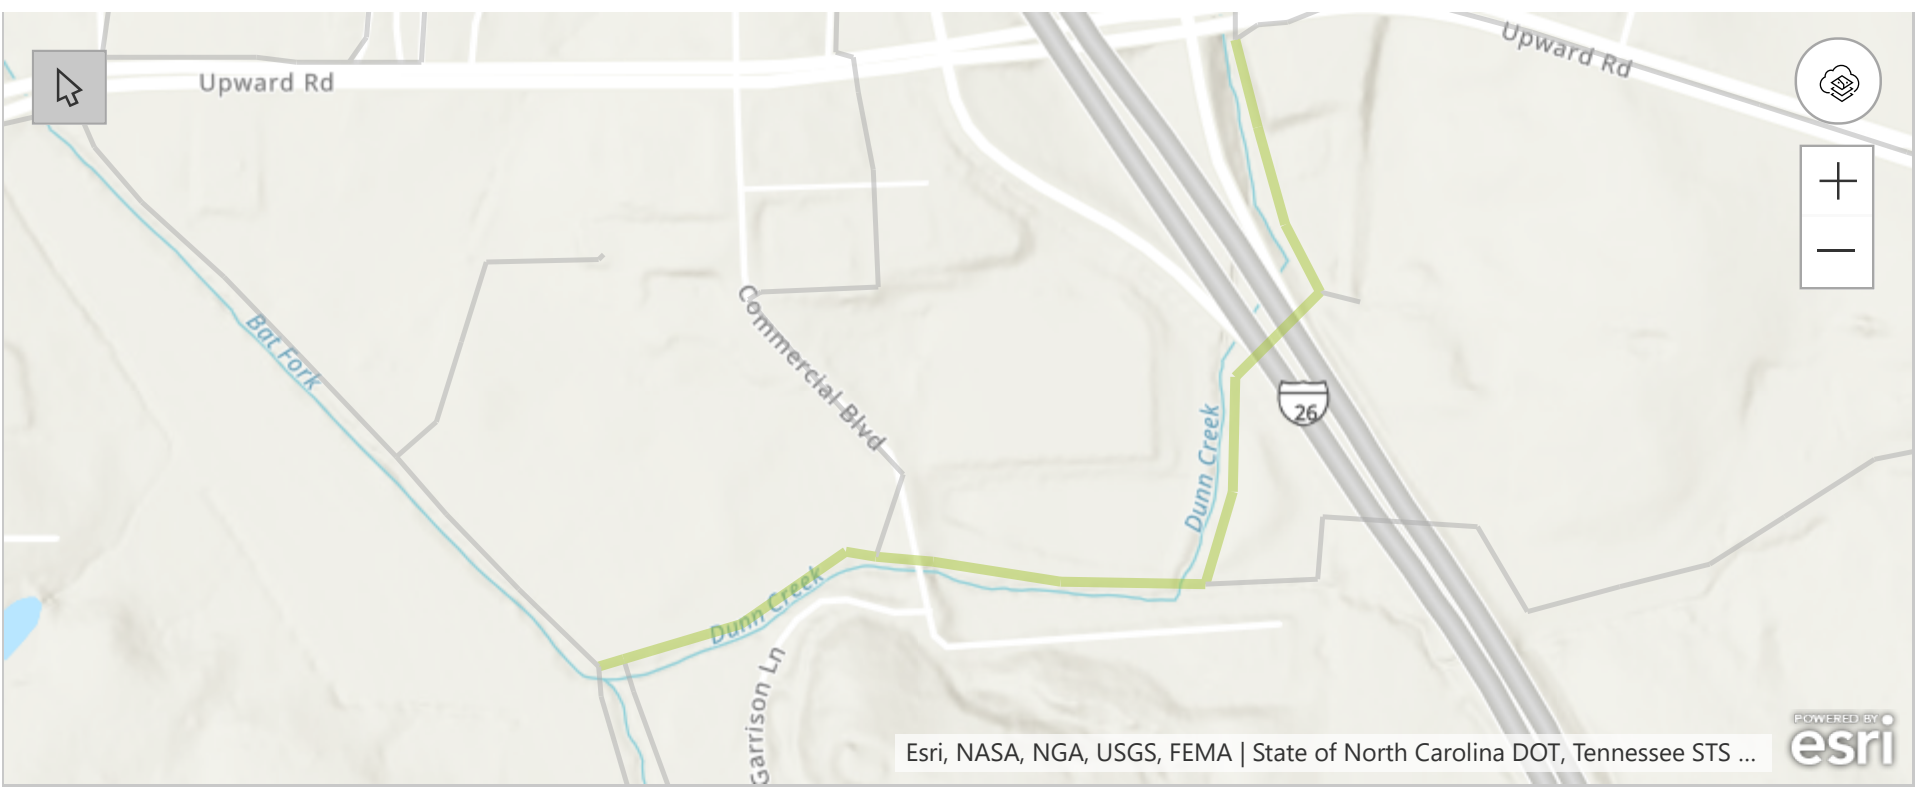 Upward Rd
Upward Rd
Bat Fork
Commercial Blvd
26
Dunn Creek
Dunn Creek
Garrison Ln
Esri, NASA, NGA, USGS, FEMA | State of North Carolina DOT, Tennessee STS ...
POWERED BY
esri